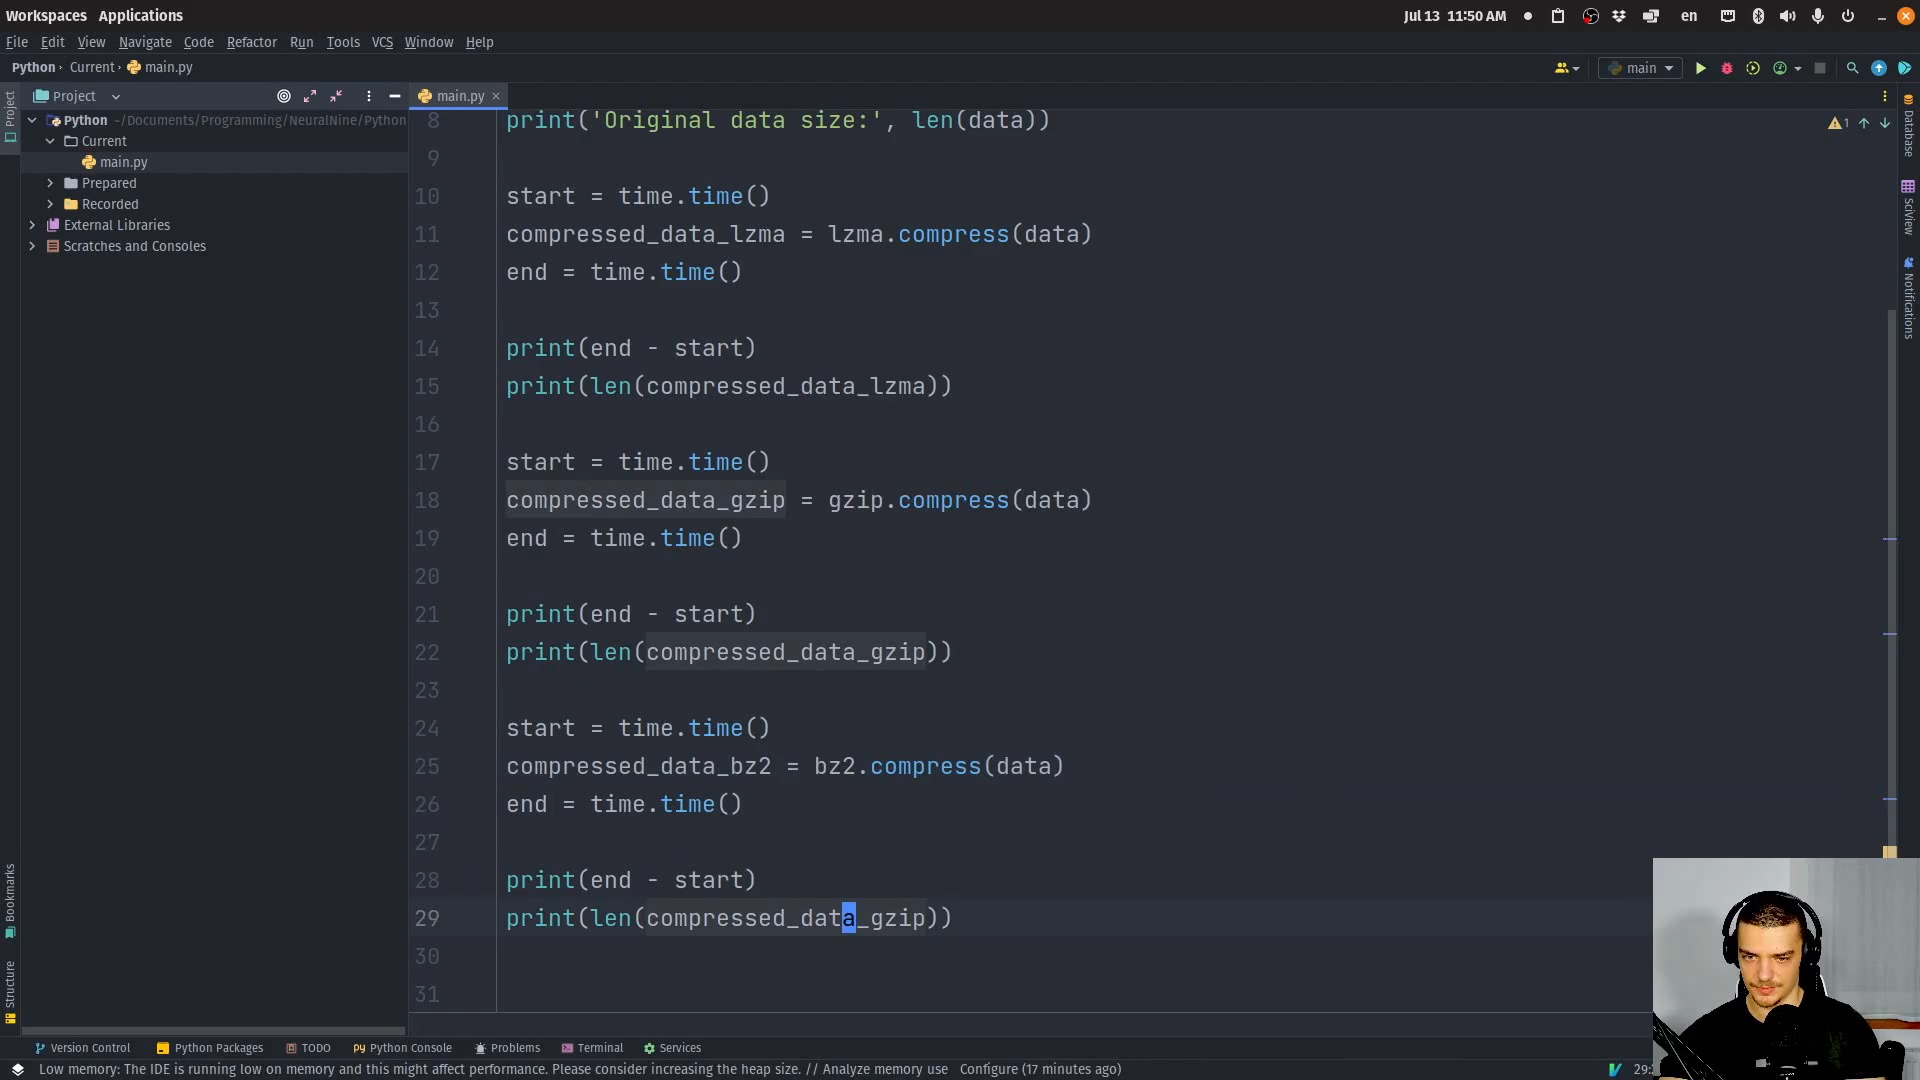 Workspaces Applications
Jul 13 11:50 AM
en
File Edit View Navigate Code Refactor Run Tools VCS Window Help
Python Current main.py
main
Project
main.py
Python ~/Documents/Programming/NeuralNine/Python
Current
main.py
Prepared
Recorded
External Libraries
Scratches and Consoles
8 print('Original data size:', len(data))
9
10 start = time.time()
11 compressed_data_lzma = lzma.compress(data)
12 end = time.time()
13
14 print(end - start)
15 print(len(compressed_data_lzma))
16
17 start = time.time()
18 compressed_data_gzip = gzip.compress(data)
19 end = time.time()
20
21 print(end - start)
22 print(len(compressed_data_gzip))
23
24 start = time.time()
25 compressed_data_bz2 = bz2.compress(data)
26 end = time.time()
27
28 print(end - start)
29 print(len(compressed_data_gzip))
30
31
1
Project
Bookmarks
Structure
Database
SciView
Notifications
Version Control Python Packages TODO Python Console Problems Terminal Services
Low memory: The IDE is running low on memory and this might affect performance. Please consider increasing the heap size. // Analyze memory use Configure (17 minutes ago)
29: